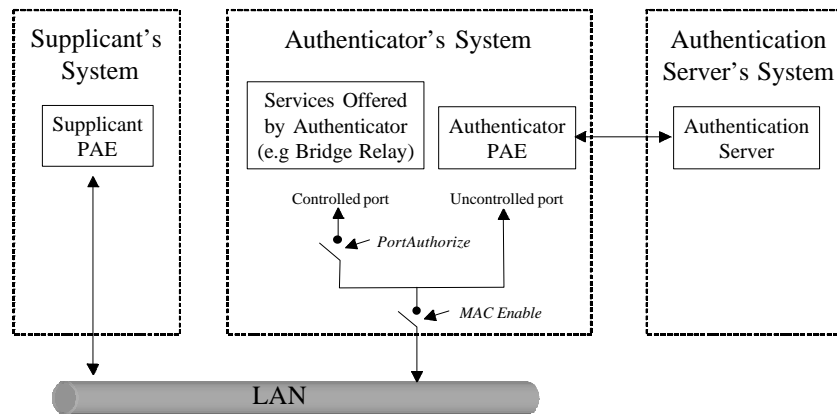 Supplicant's
System
Supplicant
PAE
Authenticator's System
Services Offered
by Authenticator
(e.g Bridge Relay)
Authenticator
PAE
Controlled port
Uncontrolled port
PortAuthorize
MAC Enable
Authentication
Server's System
Authentication
Server
LAN